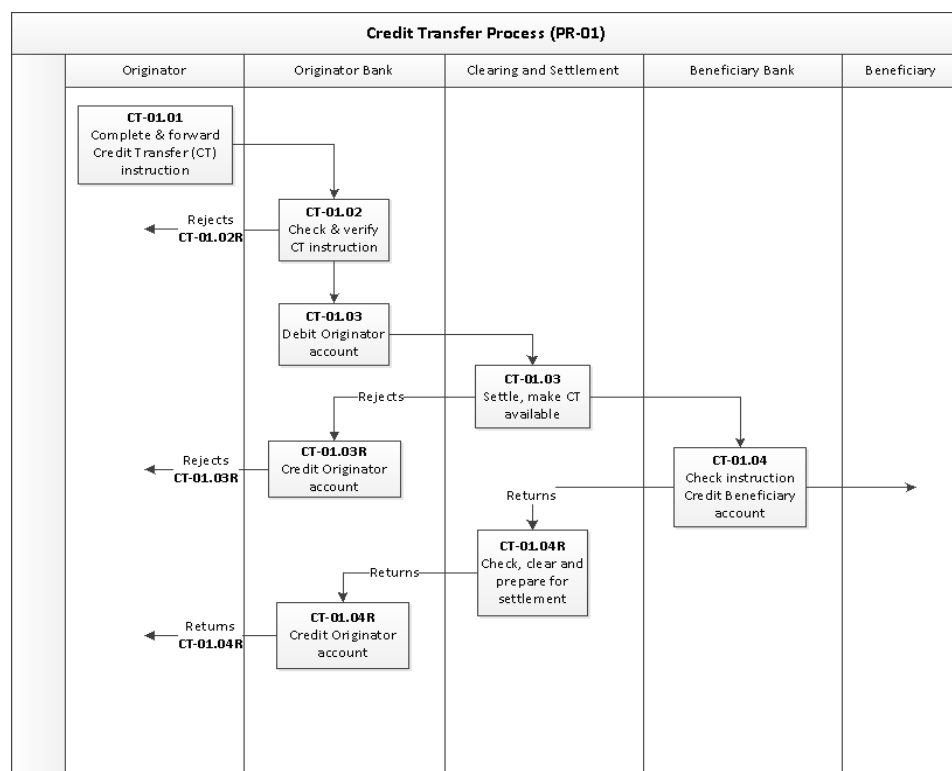 Credit Transfer Process (PR-01)
Originator
Originator Bank
Clearing and Settlement
Beneficiary Bank
Beneficiary
CT-01.01
Complete & forward
Credit Transfer (CT)
instruction
CT-01.02
Check & verify
CT instruction
Rejects
CT-01.02R
CT-01.03
Debit Originator
account
CT-01.03
Settle, make CT
available
Rejects
CT-01.03R
Credit Originator
account
Rejects
CT-01.03R
CT-01.04
Check instruction
Credit Beneficiary
account
Returns
CT-01.04R
Check, clear and
prepare for
settlement
Returns
CT-01.04R
Credit Originator
account
Returns
CT-01.04R